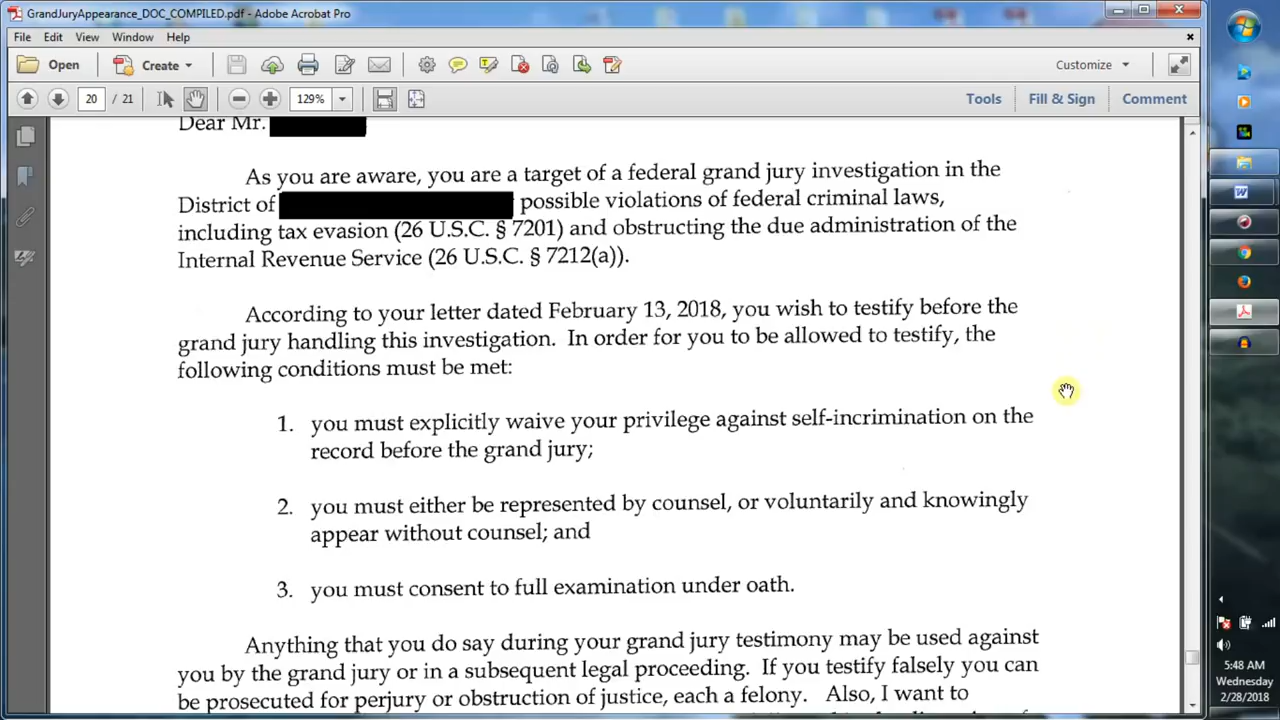 GrandJuryAppearance_DOC_COMPILED.pdf - Adobe Acrobat Pro
File Edit View Window Help
Open Create Customize
20 / 21 129% Tools Fill & Sign Comment
Dear Mr.
As you are aware, you are a target of a federal grand jury investigation in the
District of possible violations of federal criminal laws,
including tax evasion (26 U.S.C. § 7201) and obstructing the due administration of the
Internal Revenue Service (26 U.S.C. § 7212(a)).
According to your letter dated February 13, 2018, you wish to testify before the
grand jury handling this investigation. In order for you to be allowed to testify, the
following conditions must be met:
1. you must explicitly waive your privilege against self-incrimination on the
record before the grand jury;
2. you must either be represented by counsel, or voluntarily and knowingly
appear without counsel; and
3. you must consent to full examination under oath.
Anything that you do say during your grand jury testimony may be used against
you by the grand jury or in a subsequent legal proceeding. If you testify falsely you can
be prosecuted for perjury or obstruction of justice, each a felony. Also, I want to
5:48 AM
Wednesday
2/28/2018